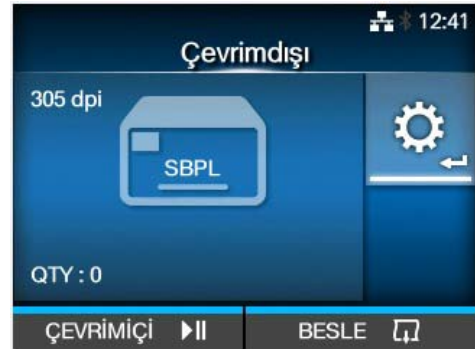 12:41
Çevrimdışı
305 dpi
SBPL
QTY : 0
ÇEVRİMİÇİ
BESLE